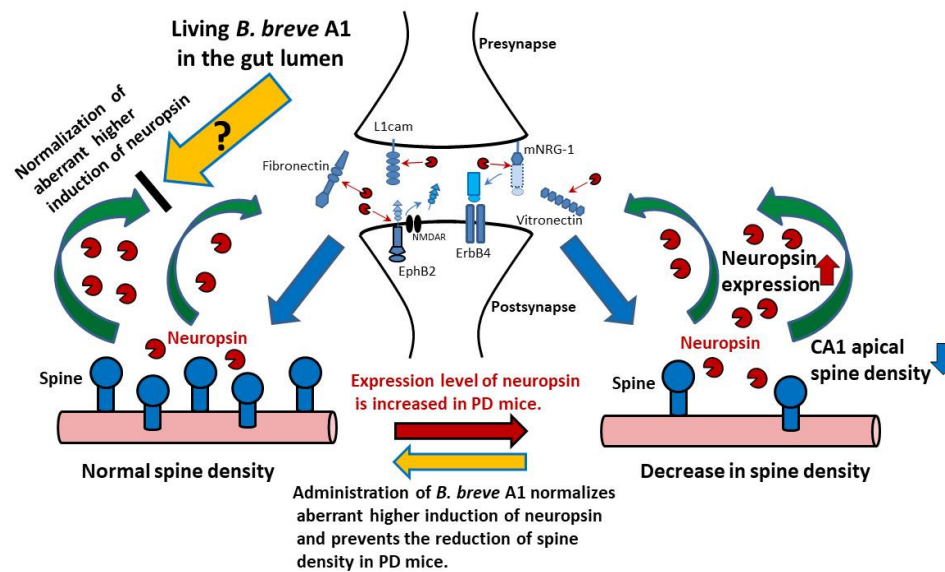 Living B. breve A1
in the gut lumen
Normalization of
aberrant higher
induction of neuropsin
?
Presynapse
L1cam
mNRG-1
Fibronectin
Vitronectin
NMDAR
ErbB4
EphB2
Postsynapse
Neuropsin
Spine
Normal spine density
Expression level of neuropsin
is increased in PD mice.
Administration of B. breve A1 normalizes
aberrant higher induction of neuropsin
and prevents the reduction of spine
density in PD mice.
Neuropsin
expression
Neuropsin
CA1 apical
spine density
Spine
Decrease in spine density